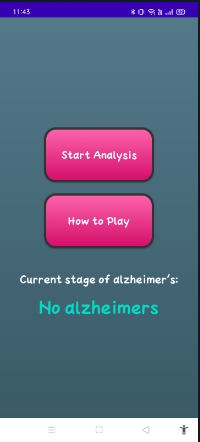 11:43
Start Analysis
How to Play
Current stage of alzheimer's:
No alzheimers